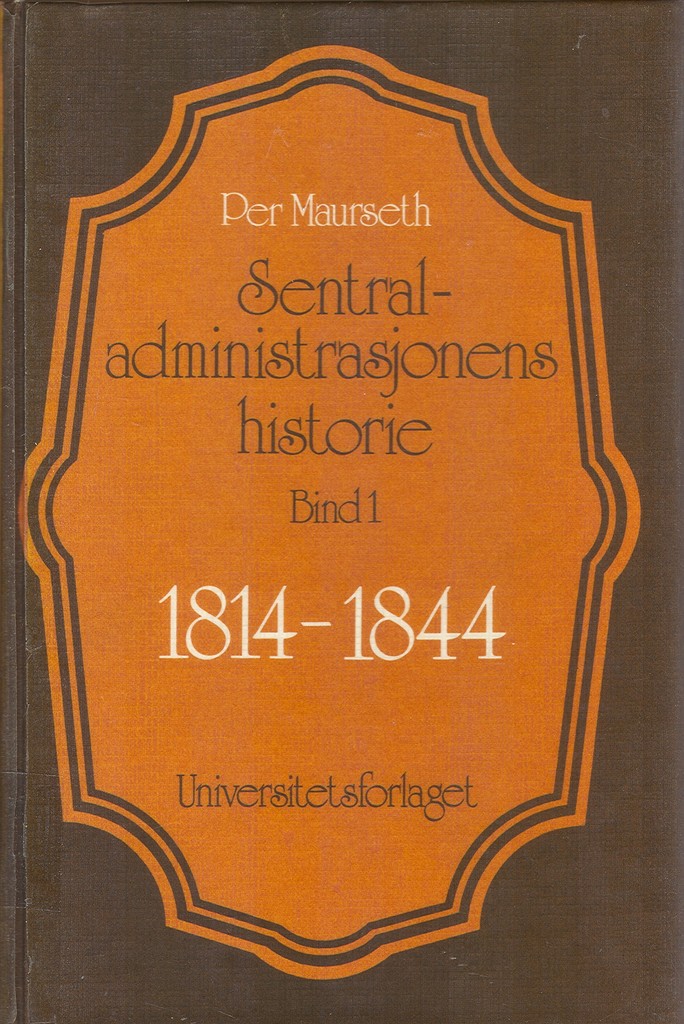 Per Maurseth
Sentral-
administrasjonens
historie
Bind 1
1814-1844
Universitetsforlaget